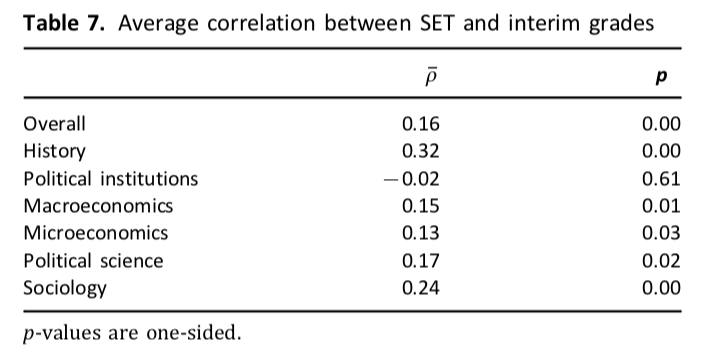 Table 7. Average correlation between SET and interim grades
ρ̄ p
Overall 0.16 0.00
History 0.32 0.00
Political institutions −0.02 0.61
Macroeconomics 0.15 0.01
Microeconomics 0.13 0.03
Political science 0.17 0.02
Sociology 0.24 0.00
p-values are one-sided.